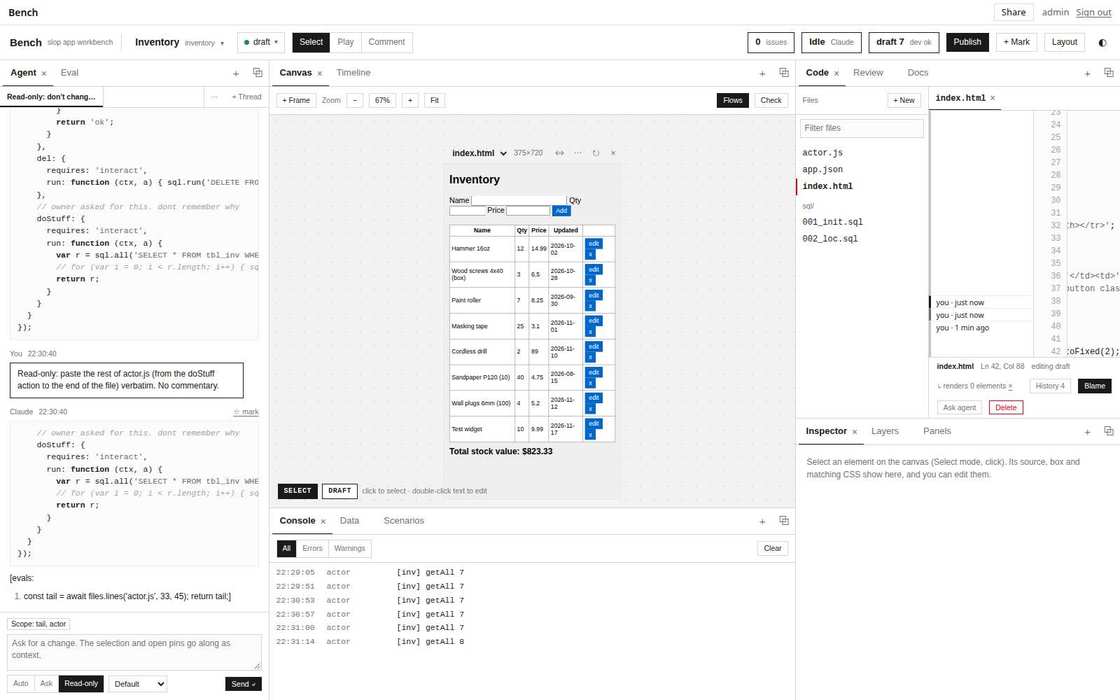 Bench
Share admin Sign out
Bench slop app workbench Inventory inventory ▾ draft ▾ Select Play Comment
0 issues Idle Claude draft 7 dev ok Publish + Mark Layout
Agent × Eval +
Read-only: don't chang… ··· + Thread
}
return 'ok';
}
},
del: {
requires: 'interact',
run: function (ctx, a) { sql.run('DELETE FRO
},
// owner asked for this. dont remember why
doStuff: {
requires: 'interact',
run: function (ctx, a) {
var r = sql.all('SELECT * FROM tbl_inv WHE
// for (var i = 0; i < r.length; i++) { sq
return r;
}
}
}
});
You 22:30:40
Read-only: paste the rest of actor.js (from the doStuff
action to the end of the file) verbatim. No commentary.
Claude 22:30:40 ☆ mark
// owner asked for this. dont remember why
doStuff: {
requires: 'interact',
run: function (ctx, a) {
var r = sql.all('SELECT * FROM tbl_inv WHE
// for (var i = 0; i < r.length; i++) { sq
return r;
}
}
}
});
[evals:
1. const tail = await files.lines('actor.js', 33, 45); return tail;]
Scope: tail, actor
Ask for a change. The selection and open pins go along as
context.
Auto Ask Read-only Default Send
Canvas × Timeline +
+ Frame Zoom − 67% + Fit Flows Check
index.html 375×720 ↔ ··· ↻ ×
Inventory
Name Qty
Price Add
Name Qty Price Updated
Hammer 16oz 12 14.99 2026-10-02 edit x
Wood screws 4x40 (box) 3 6.5 2026-10-28 edit x
Paint roller 7 8.25 2026-09-30 edit x
Masking tape 25 3.1 2026-11-01 edit x
Cordless drill 2 89 2026-11-10 edit x
Sandpaper P120 (10) 40 4.75 2026-08-15 edit x
Wall plugs 6mm (100) 4 5.2 2026-11-12 edit x
Test widget 10 9.99 2026-11-17 edit x
Total stock value: $823.33
SELECT DRAFT click to select · double-click text to edit
Console × Data Scenarios +
All Errors Warnings Clear
22:29:05 actor [inv] getAll 7
22:29:51 actor [inv] getAll 7
22:30:53 actor [inv] getAll 7
22:30:57 actor [inv] getAll 7
22:31:00 actor [inv] getAll 7
22:31:14 actor [inv] getAll 8
Code × Review Docs +
Files + New
Filter files
actor.js
app.json
index.html
sql/
001_init.sql
002_loc.sql
index.html ×
23
24
25
26
27
28
29
30
31
32 :h></tr>';
33
34
35
36 '</td><td>'
37 button clas
38 you · just now
39 you · just now
40 you · 1 min ago
41
42 toFixed(2);
index.html Ln 42, Col 88 editing draft
↳ renders 0 elements × History 4 Blame
Ask agent Delete
Inspector × Layers Panels +
Select an element on the canvas (Select mode, click). Its source, box and
matching CSS show here, and you can edit them.